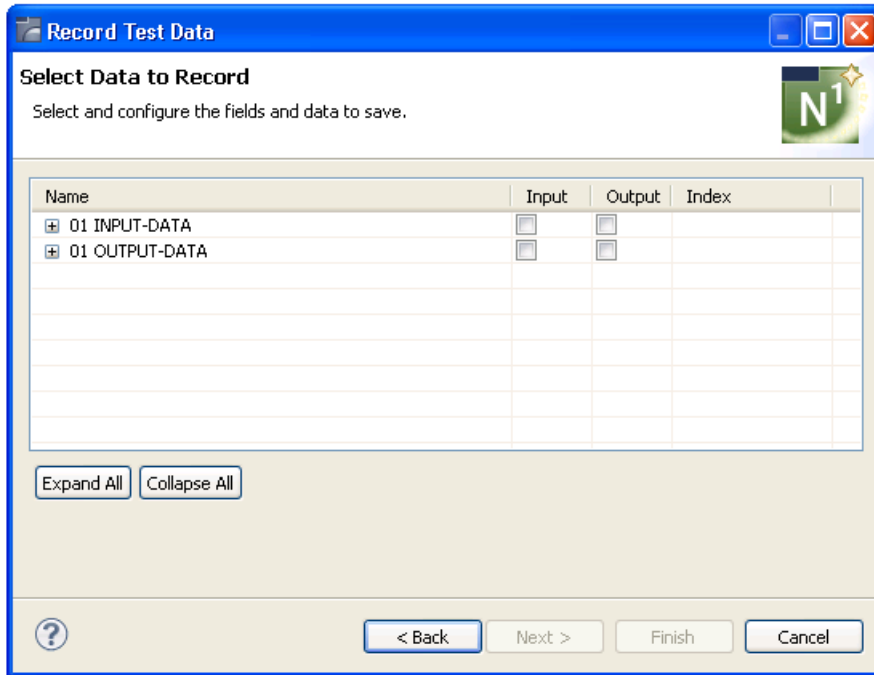 Record Test Data
Select Data to Record
Select and configure the fields and data to save.
N1
Name Input Output Index
01 INPUT-DATA
01 OUTPUT-DATA
Expand All Collapse All
? < Back Next > Finish Cancel